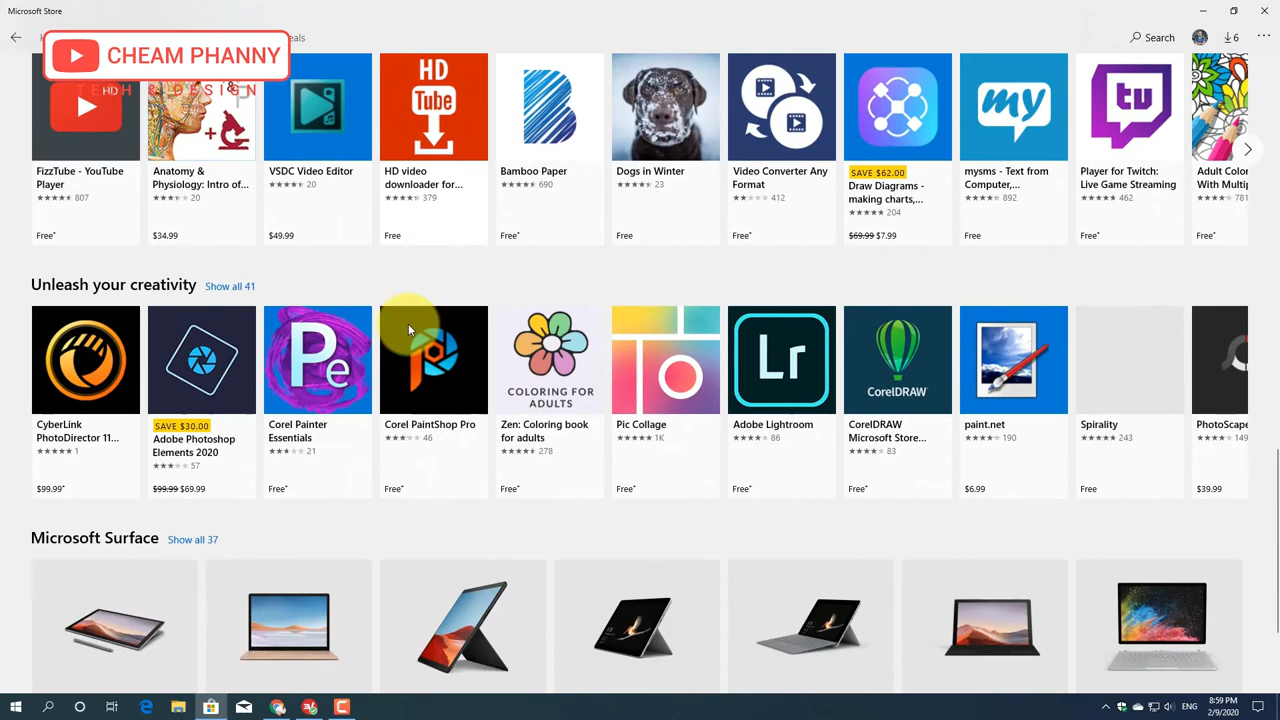 Microsoft Store
CHEAM PHANNY
TECH & DESIGN
Search
6
HD
HD
Tube
my
tv
FizzTube - YouTube
Player
807
Free*
Anatomy &
Physiology: Intro of...
20
$34.99
VSDC Video Editor
20
$49.99
HD video
downloader for...
379
Free
Bamboo Paper
690
Free*
Dogs in Winter
23
Free
Video Converter Any
Format
412
Free*
SAVE $62.00
Draw Diagrams -
making charts,...
204
$69.99 $7.99
mysms - Text from
Computer,...
892
Free
Player for Twitch:
Live Game Streaming
462
Free*
Adult Color
With Multip
781
Free*
Unleash your creativity Show all 41
Pe
COLORING FOR
ADULTS
Lr
CorelDRAW
CyberLink
PhotoDirector 11...
1
$99.99*
SAVE $30.00
Adobe Photoshop
Elements 2020
57
$99.99 $69.99
Corel Painter
Essentials
21
Free*
Corel PaintShop Pro
46
Free*
Zen: Coloring book
for adults
278
Free*
Pic Collage
1K
Free*
Adobe Lightroom
86
Free*
CorelDRAW
Microsoft Store...
83
Free*
paint.net
190
$6.99
Spirality
243
Free
PhotoScape
149
$39.99
Microsoft Surface Show all 37
ENG
8:59 PM
2/9/2020